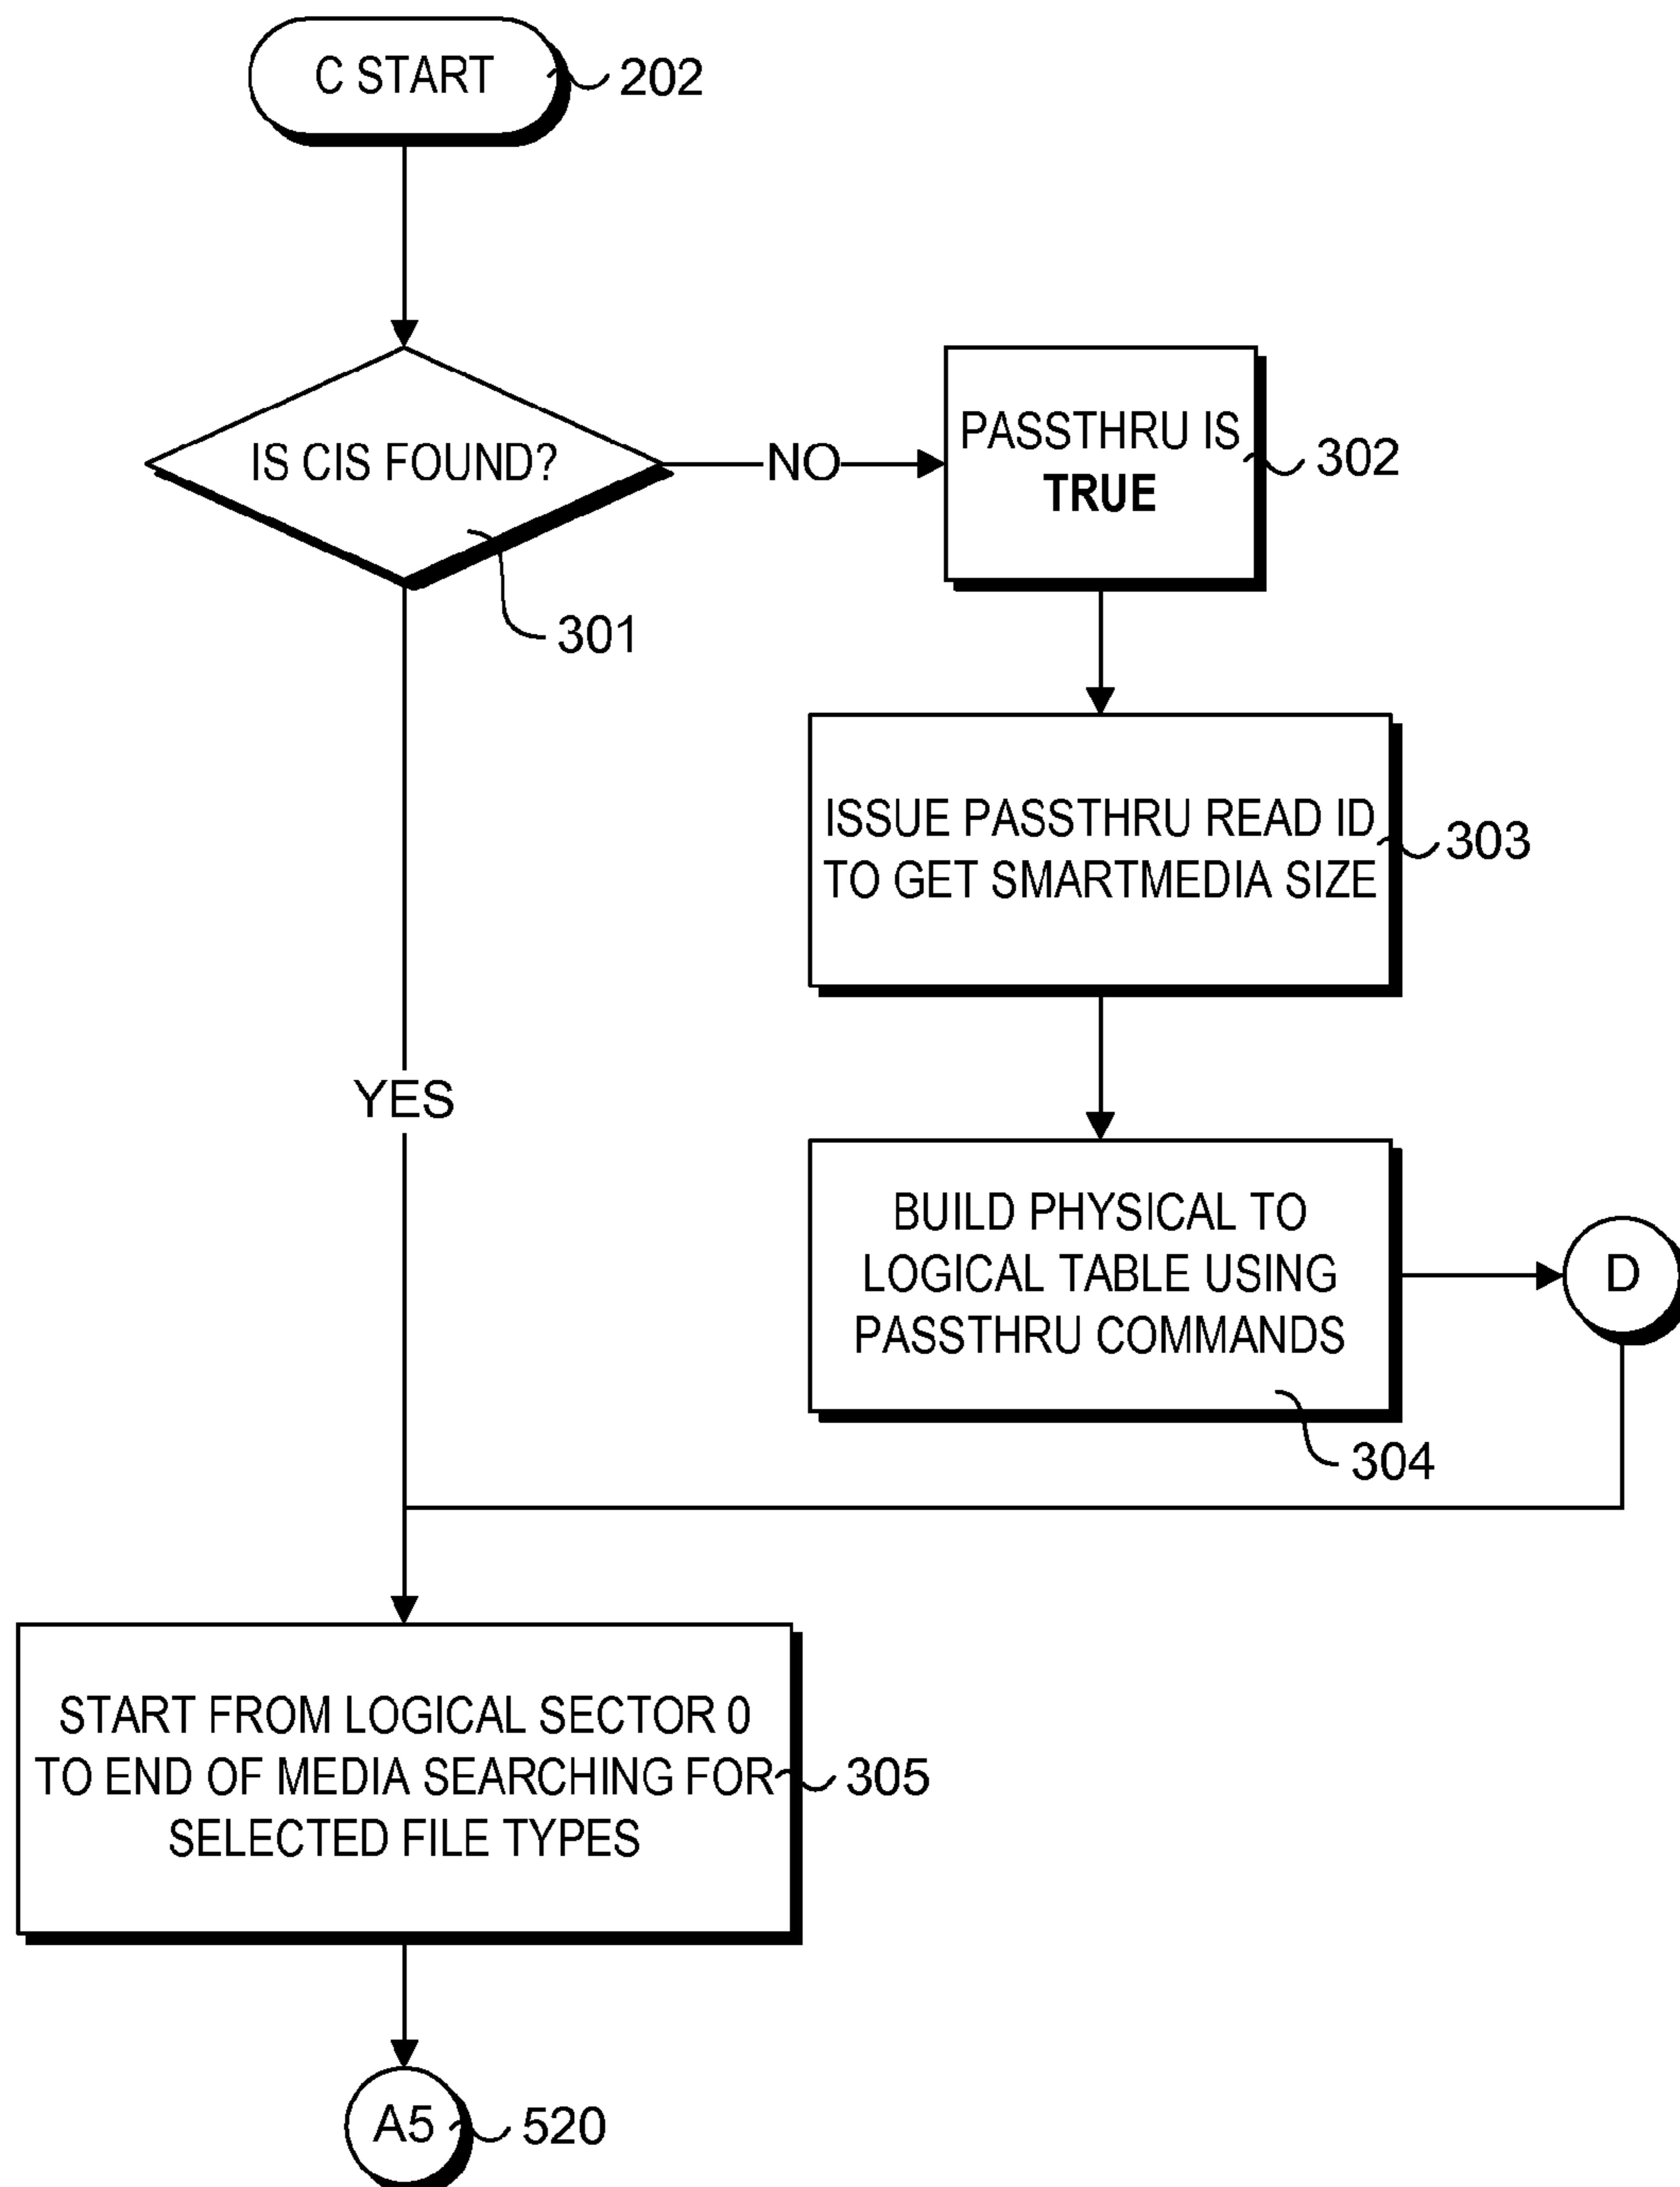 C START
202
IS CIS FOUND?
301
NO
PASSTHRU IS
TRUE
302
ISSUE PASSTHRU READ ID
TO GET SMARTMEDIA SIZE
303
YES
BUILD PHYSICAL TO
LOGICAL TABLE USING
PASSTHRU COMMANDS
304
D
START FROM LOGICAL SECTOR 0
TO END OF MEDIA SEARCHING FOR
SELECTED FILE TYPES
305
A5
520